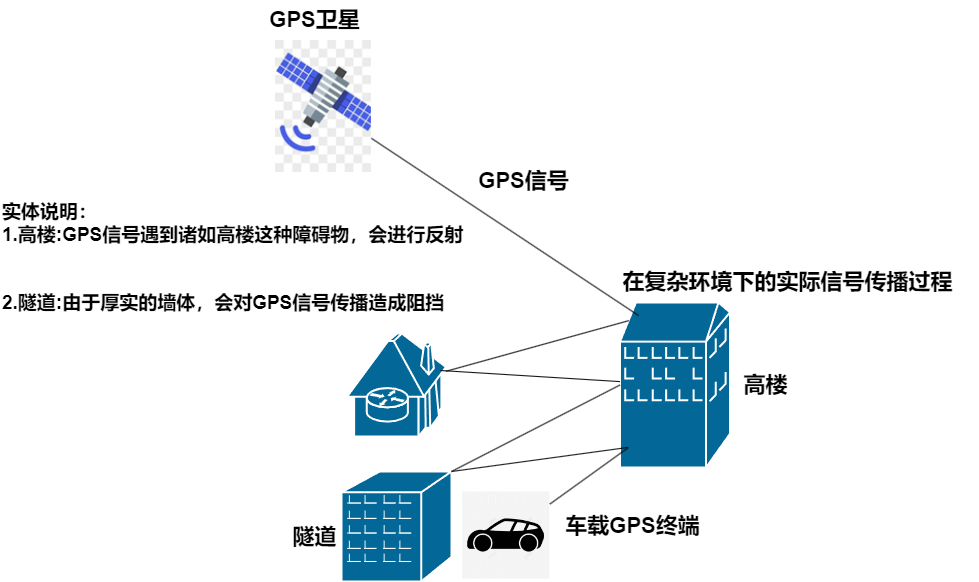 GPS卫星
GPS信号
实体说明：
1.高楼:GPS信号遇到诸如高楼这种障碍物，会进行反射
在复杂环境下的实际信号传播过程
2.隧道:由于厚实的墙体，会对GPS信号传播造成阻挡
高楼
车载GPS终端
隧道